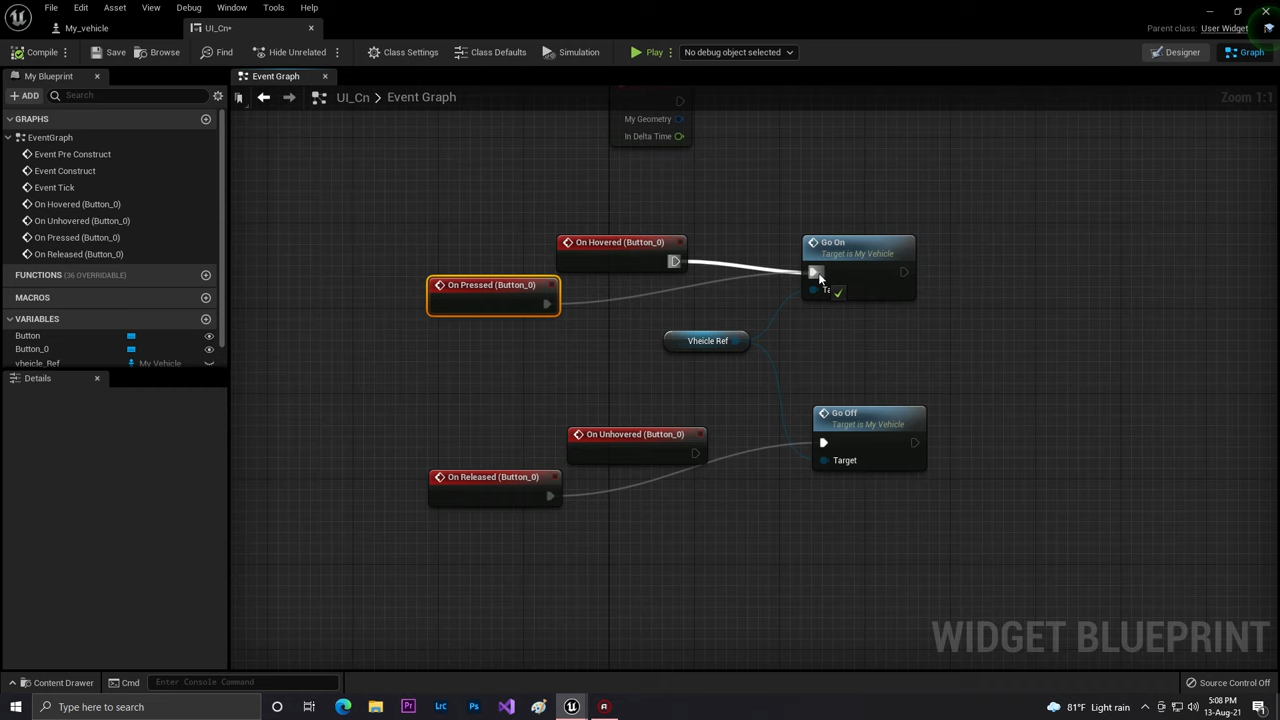 File Edit Asset View Debug Window Tools Help
My_vehicle
UI_Cn*
Parent class: User Widget
Compile Save Browse Find Hide Unrelated Class Settings Class Defaults Simulation Play No debug object selected Designer Graph
My Blueprint
Event Graph
ADD Search
UI_Cn > Event Graph
Zoom 1:1
GRAPHS
EventGraph
Event Pre Construct
Event Construct
Event Tick
On Hovered (Button_0)
On Unhovered (Button_0)
On Pressed (Button_0)
On Released (Button_0)
FUNCTIONS (36 OVERRIDABLE)
MACROS
VARIABLES
Button
Button_0
vheicle_Ref My Vehicle
Details
My Geometry
In Delta Time
On Hovered (Button_0)
Go On
Target is My Vehicle
On Pressed (Button_0)
Vheicle Ref
Go Off
Target is My Vehicle
Target
On Unhovered (Button_0)
On Released (Button_0)
WIDGET BLUEPRINT
Content Drawer Cmd Enter Console Command Source Control Off
Type here to search
Pr Lrc Ps
81°F Light rain
5:08 PM
13-Aug-21